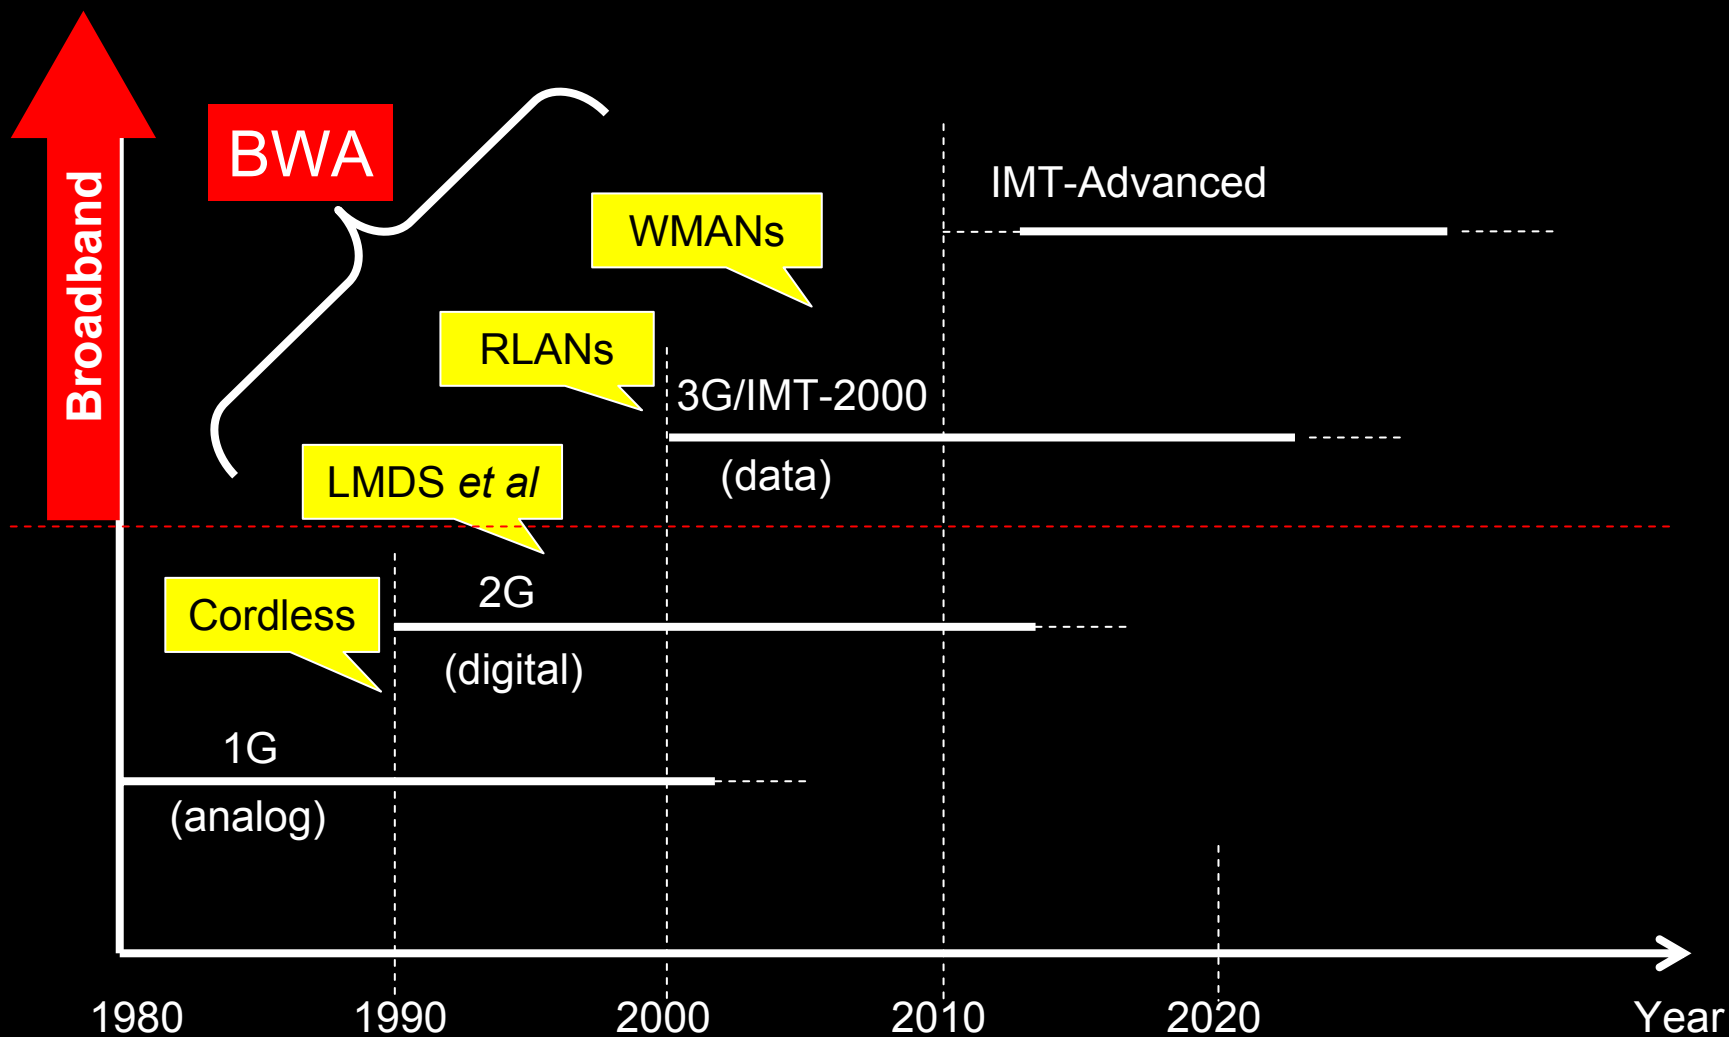 Broadband
BWA
WMANs
IMT-Advanced
RLANs
3G/IMT-2000
(data)
LMDS et al
Cordless
2G
(digital)
1G
(analog)
1980 1990 2000 2010 2020 Year